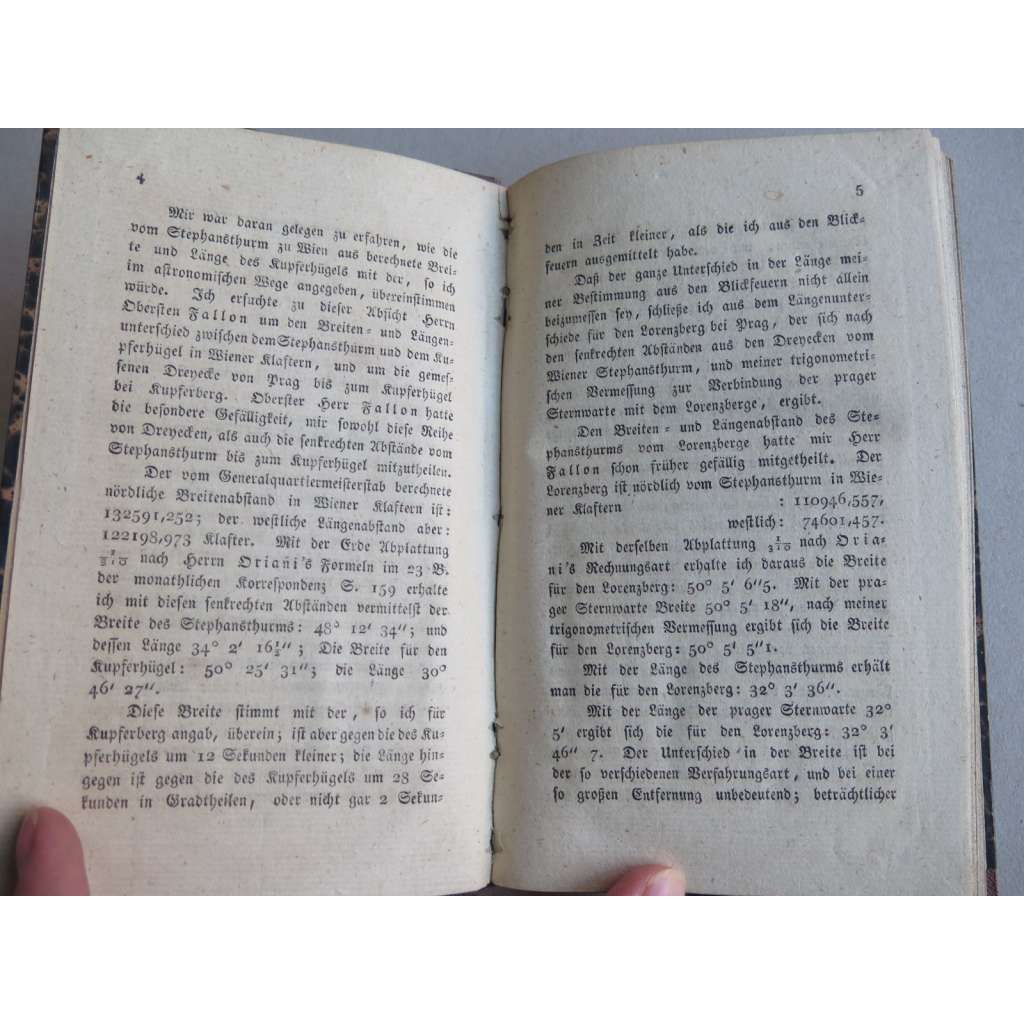 4
Mir war daran gelegen zu erfahren, wie die
vom Stephansthurm zu Wien aus berechnete Brei-
te und Länge des Kupferhügels mit der, so ich
im astronomischen Wege angegeben, übereinstimmen
würde. Ich ersuchte zu dieser Absicht Herrn
Obersten Fallon um den Breiten- und Längen-
unterschied zwischen dem Stephansthurm und dem Ku-
pferhügel in Wiener Klaftern, und um die gemes-
senen Dreyecke von Prag bis zum Kupferhügel
bei Kupferberg. Oberster Herr Fallon hatte
die besondere Gefälligkeit, mir sowohl diese Reihe
von Dreyecken, als auch die senkrechten Abstände vom
Stephansthurm bis zum Kupferhügel mitzutheilen.
Der vom Generalquartiermeisterstab berechnete
nördliche Breitenabstand in Wiener Klaftern ist:
132591,252; der westliche Längenabstand aber:
122198,973 Klafter. Mit der Erde Abplattung
1/310 nach Herrn Oriani's Formeln im 23 B.
der monathlichen Korrespondenz S. 159 erhalte
ich mit diesen senkrechten Abständen vermittelst der
Breite des Stephansthurms: 48° 12′ 34″; und
dessen Länge 34° 2′ 16½″; Die Breite für den
Kupferhügel: 50° 25′ 31″; die Länge 30°
46′ 27″.
Diese Breite stimmt mit der, so ich für
Kupferberg angab, überein; ist aber gegen die des Ku-
pferhügels um 12 Sekunden kleiner; die Länge hin-
gegen ist gegen die des Kupferhügels um 28 Se-
kunden in Gradtheilen, oder nicht gar 2 Sekun-
5
den in Zeit kleiner, als die ich aus den Blick-
feuern ausgemittelt habe.
Daß der ganze Unterschied in der Länge mei-
ner Bestimmung aus den Blickfeuern nicht allein
beizumessen sey, schließe ich aus dem Längenunter-
schiede für den Lorenzberg bei Prag, der sich nach
den senkrechten Abständen aus den Dreyecken vom
Wiener Stephansthurm, und meiner trigonometri-
schen Vermessung zur Verbindung der prager
Sternwarte mit dem Lorenzberge, ergibt.
Den Breiten- und Längenabstand des Ste-
phansthurms vom Lorenzberge hatte mir Herr
Fallon schon früher gefällig mitgetheilt. Der
Lorenzberg ist nördlich vom Stephansthurm in Wie-
ner Klaftern : 110946,557,
westlich: 74601,457.
Mit derselben Abplattung 1/310 nach Oria-
ni's Rechnungsart erhalte ich daraus die Breite
für den Lorenzberg: 50° 5′ 6″5. Mit der pra-
ger Sternwarte Breite 50° 5′ 18″, nach meiner
trigonometrischen Vermessung ergibt sich die Breite
für den Lorenzberg: 50° 5′ 5″1.
Mit der Länge des Stephansthurms erhält
man die für den Lorenzberg: 32° 3′ 36″.
Mit der Länge der prager Sternwarte 32°
5′ ergibt sich die für den Lorenzberg: 32° 3′
46″ 7. Der Unterschied in der Breite ist bei
der so verschiedenen Verfahrungsart, und bei einer
so großen Entfernung unbedeutend; beträchtlicher